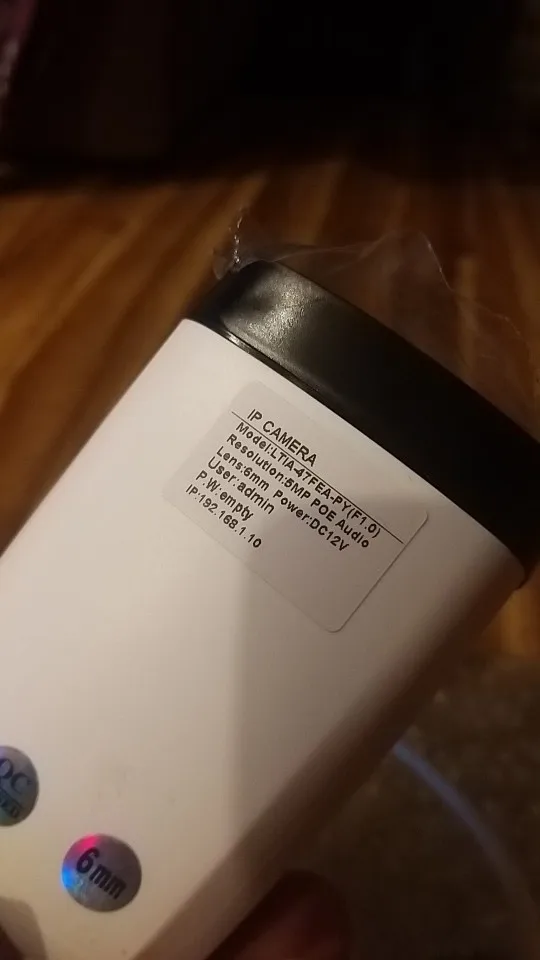 IP CAMERA
Model:LTIA-47FEA-PY(F1.0)
Resolution:5MP POE Audio
Lens:6mm Power:DC12V
User:admin
P.W:empty
IP:192.168.1.10
QC
6mm